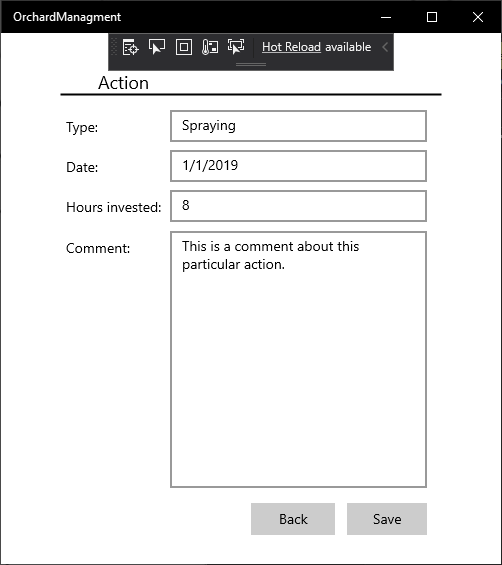 OrchardManagment
Hot Reload available
Action
Type:
Spraying
Date:
1/1/2019
Hours invested:
8
Comment:
This is a comment about this
particular action.
Back
Save